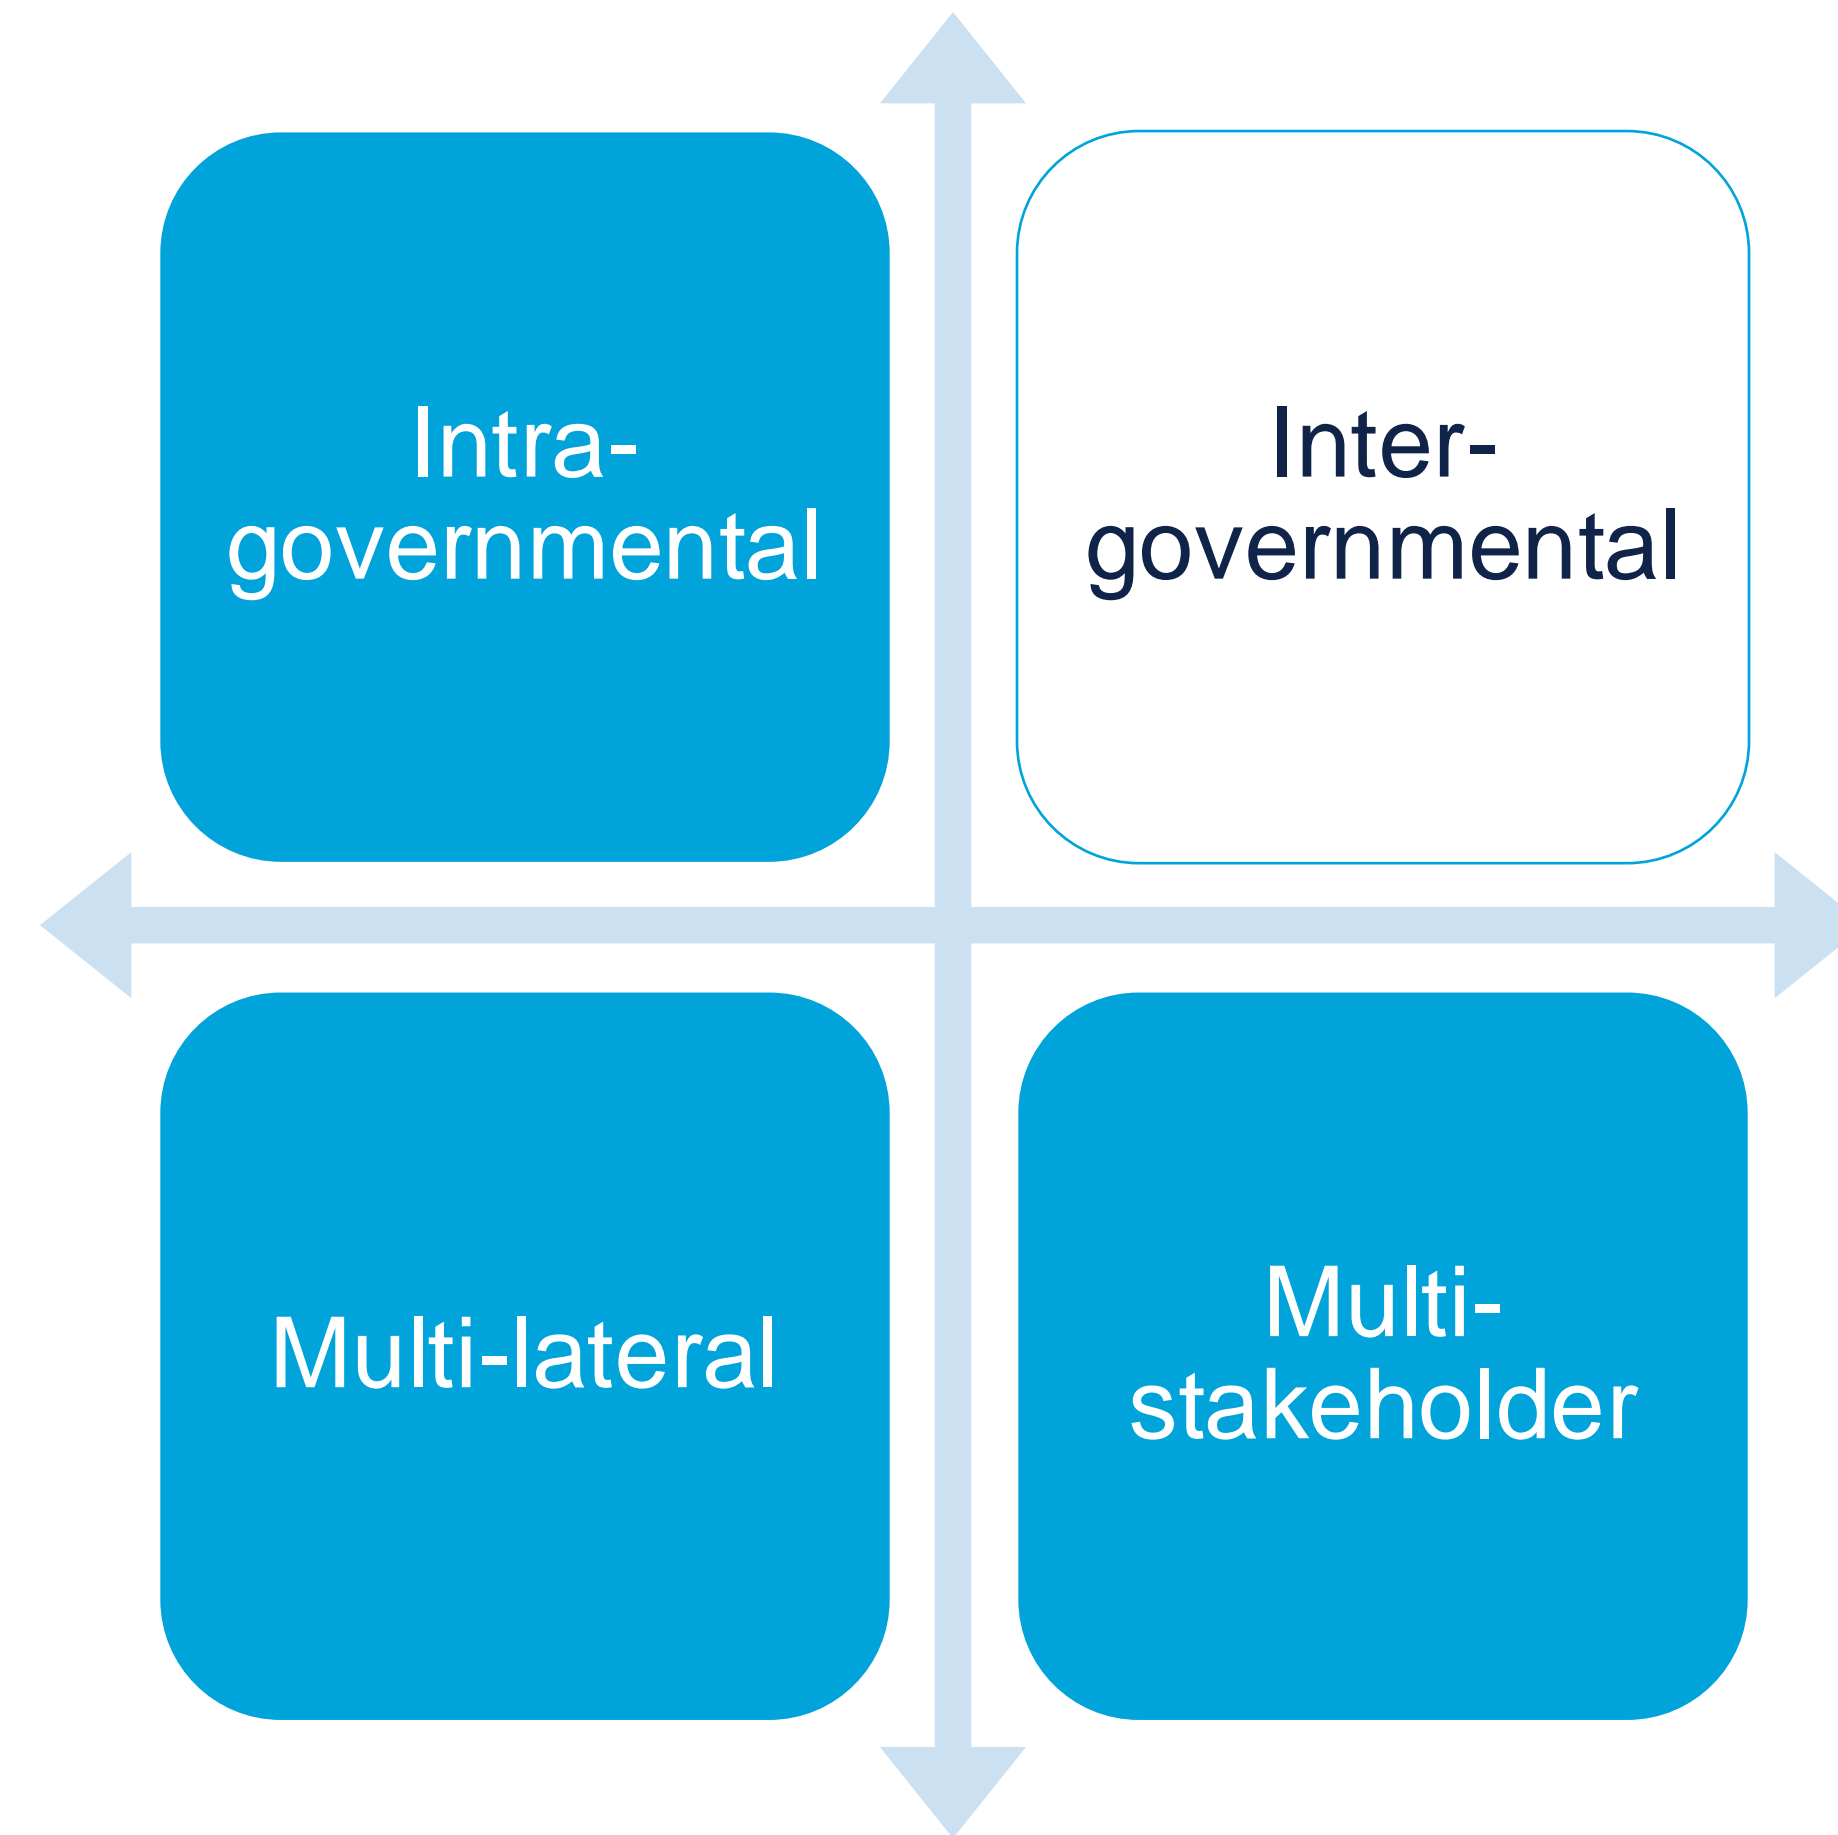 Intra-
governmental
Inter-
governmental
Multi-lateral
Multi-
stakeholder